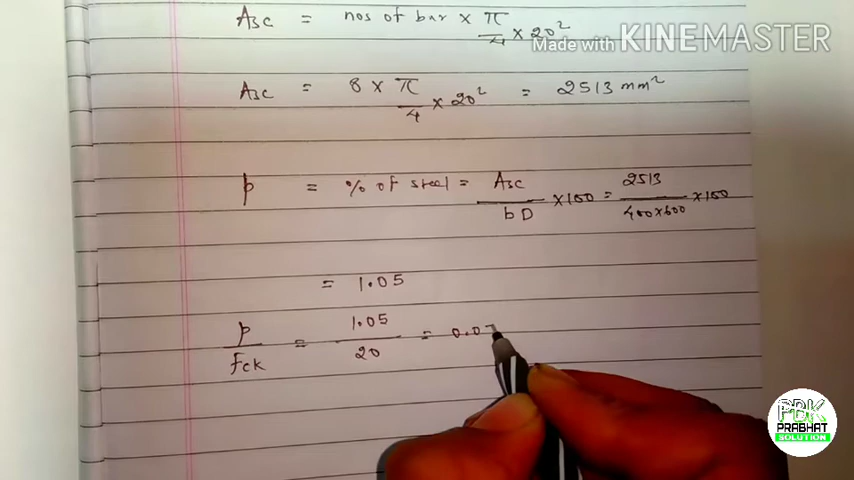 Asc = nos of bar × π/4 × 20²
Made with KINEMASTER
Asc = 8 × π/4 × 20² = 2513 mm²
p = % of steel = Asc/bD × 100 = 2513/400×600 × 100
= 1.05
p/fck = 1.05/20 = 0.0
PBK
PRABHAT
SOLUTION